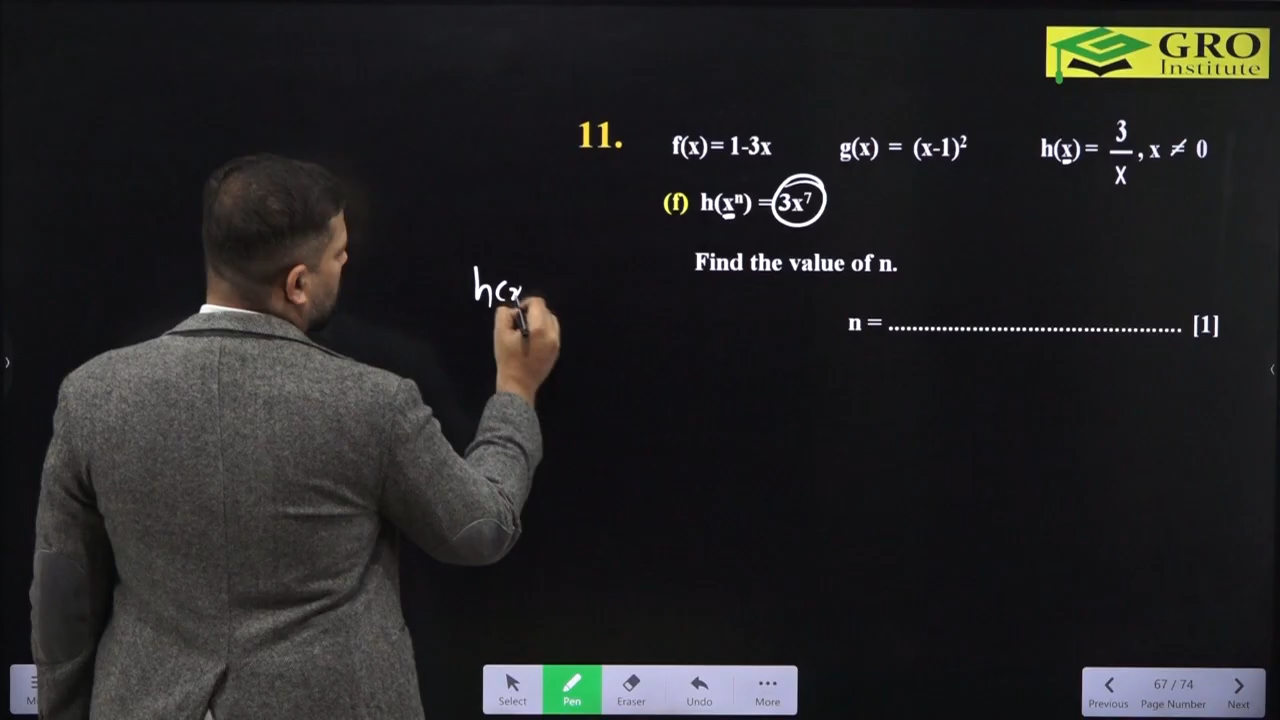 GRO
Institute
11. f(x)= 1-3x g(x) = (x-1)² h(x) = 3/x , x ≠ 0
(f) h(xⁿ) = 3x⁷
Find the value of n.
h(x
n = ................................................ [1]
Select Pen Eraser Undo More
67 / 74
Previous Page Number Next